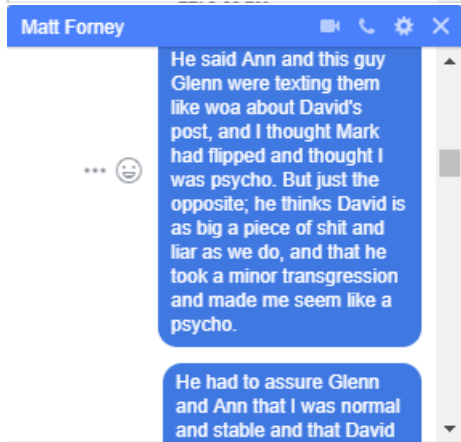 Matt Forney
He said Ann and this guy
Glenn were texting them
like woa about David's
post, and I thought Mark
had flipped and thought I
was psycho. But just the
opposite; he thinks David is
as big a piece of shit and
liar as we do, and that he
took a minor transgression
and made me seem like a
psycho.
He had to assure Glenn
and Ann that I was normal
and stable and that David